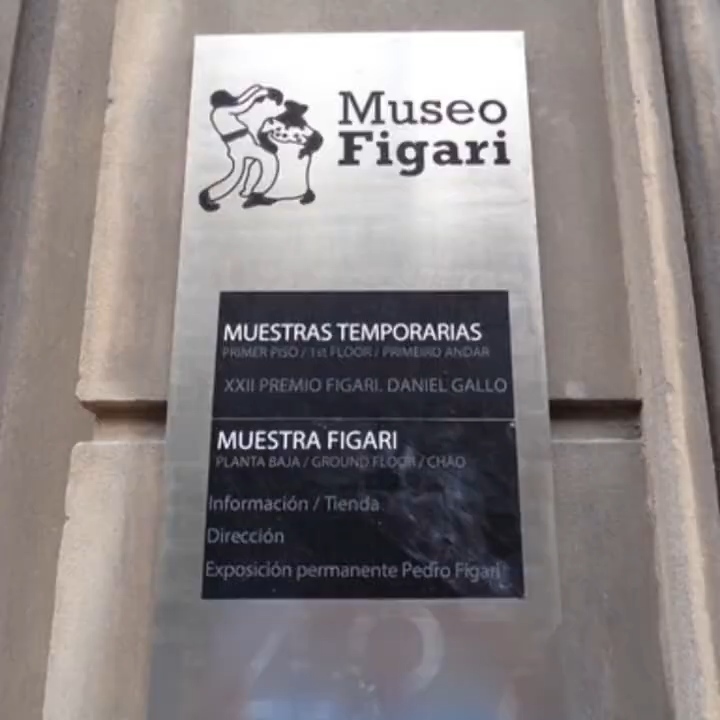 Museo
Figari
MUESTRAS TEMPORARIAS
PRIMER PISO / 1st FLOOR / PRIMEIRO ANDAR
XXII PREMIO FIGARI. DANIEL GALLO
MUESTRA FIGARI
PLANTA BAJA / GROUND FLOOR / CHÃO
Información / Tienda
Dirección
Exposición permanente Pedro Figari